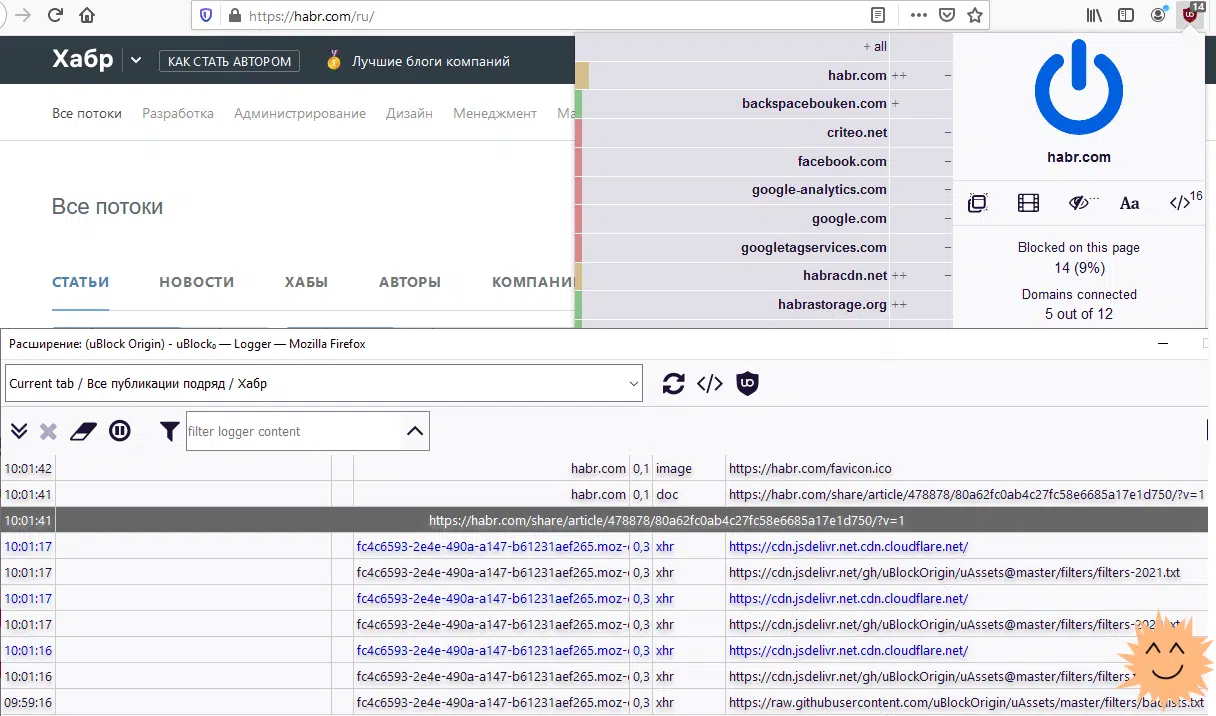 https://habr.com/ru/
14
Хабр
КАК СТАТЬ АВТОРОМ
Лучшие блоги компаний
Все потоки
Разработка
Администрирование
Дизайн
Менеджмент
Ма
Все потоки
СТАТЬИ
НОВОСТИ
ХАБЫ
АВТОРЫ
КОМПАНИ
+ all
habr.com ++ –
backspacebouken.com +
criteo.net –
facebook.com –
google-analytics.com –
google.com –
googletagservices.com –
habracdn.net ++ –
habrastorage.org ++
habr.com
Aa
</>16
Blocked on this page
14 (9%)
Domains connected
5 out of 12
Расширение: (uBlock Origin) - uBlock₀ — Logger — Mozilla Firefox
Current tab / Все публикации подряд / Хабр
</>
filter logger content
10:01:42 habr.com 0,1 image https://habr.com/favicon.ico
10:01:41 habr.com 0,1 doc https://habr.com/share/article/478878/80a62fc0ab4c27fc58e6685a17e1d750/?v=1
10:01:41 https://habr.com/share/article/478878/80a62fc0ab4c27fc58e6685a17e1d750/?v=1
10:01:17 fc4c6593-2e4e-490a-a147-b61231aef265.moz- 0,3 xhr https://cdn.jsdelivr.net.cdn.cloudflare.net/
10:01:17 fc4c6593-2e4e-490a-a147-b61231aef265.moz- 0,3 xhr https://cdn.jsdelivr.net/gh/uBlockOrigin/uAssets@master/filters/filters-2021.txt
10:01:17 fc4c6593-2e4e-490a-a147-b61231aef265.moz- 0,3 xhr https://cdn.jsdelivr.net.cdn.cloudflare.net/
10:01:17 fc4c6593-2e4e-490a-a147-b61231aef265.moz- 0,3 xhr https://cdn.jsdelivr.net/gh/uBlockOrigin/uAssets@master/filters/filters-202
10:01:16 fc4c6593-2e4e-490a-a147-b61231aef265.moz- 0,3 xhr https://cdn.jsdelivr.net.cdn.cloudflare.net/
10:01:16 fc4c6593-2e4e-490a-a147-b61231aef265.moz- 0,3 xhr https://cdn.jsdelivr.net/gh/uBlockOrigin/uAssets@master/filters/filters.
09:59:16 fc4c6593-2e4e-490a-a147-b61231aef265.moz- 0,3 xhr https://raw.githubusercontent.com/uBlockOrigin/uAssets/master/filters/badlists.txt